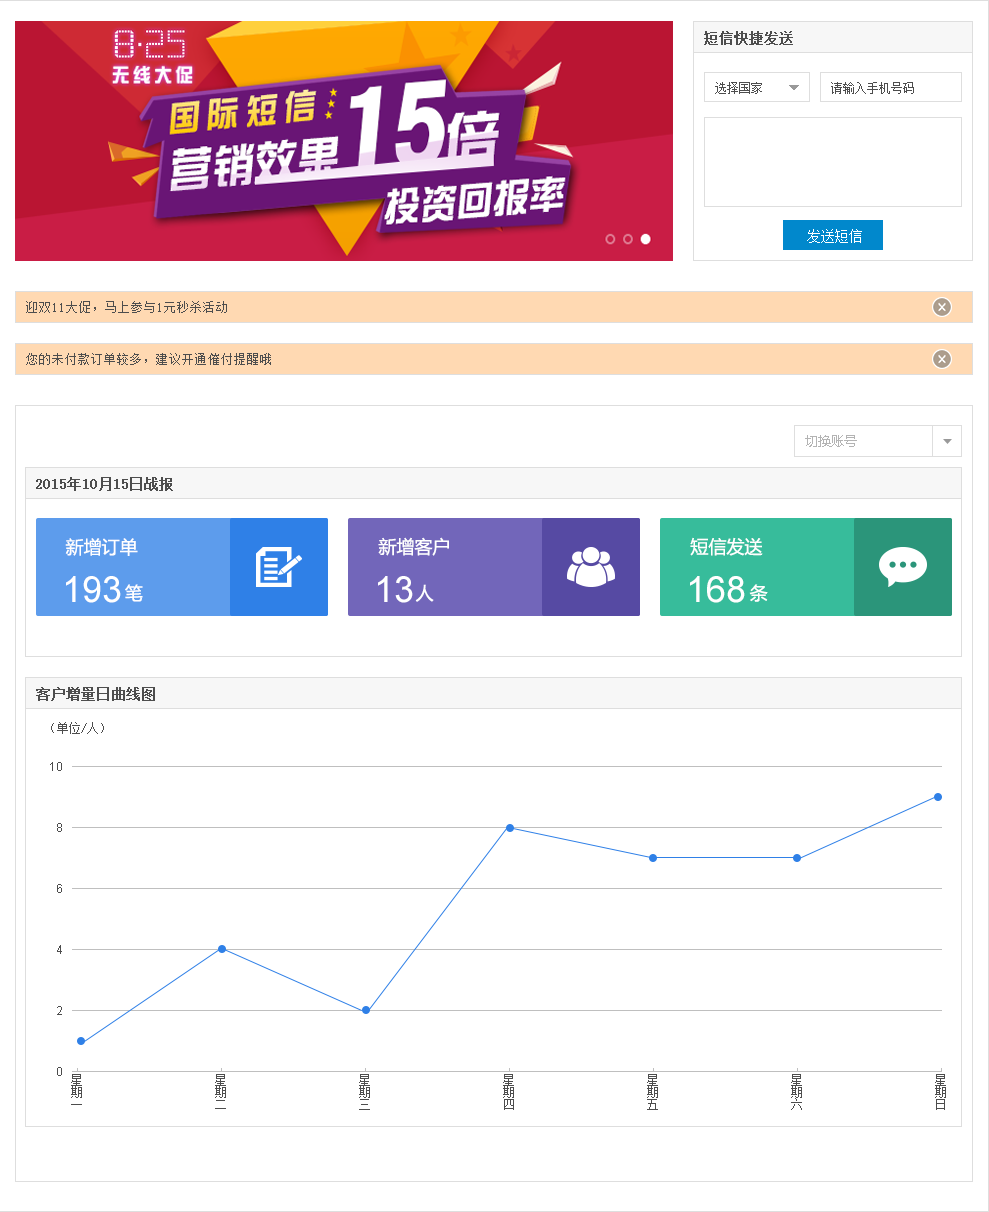 8·25
无线大促
国际短信：
营销效果15倍
投资回报率
短信快捷发送
选择国家
请输入手机号码
发送短信
迎双11大促，马上参与1元秒杀活动
您的未付款订单较多，建议开通催付提醒哦
切换账号
2015年10月15日战报
新增订单
193笔
新增客户
13人
短信发送
168条
客户增量日曲线图
（单位/人）
10
8
6
4
2
0
星期一
星期二
星期三
星期四
星期五
星期六
星期日